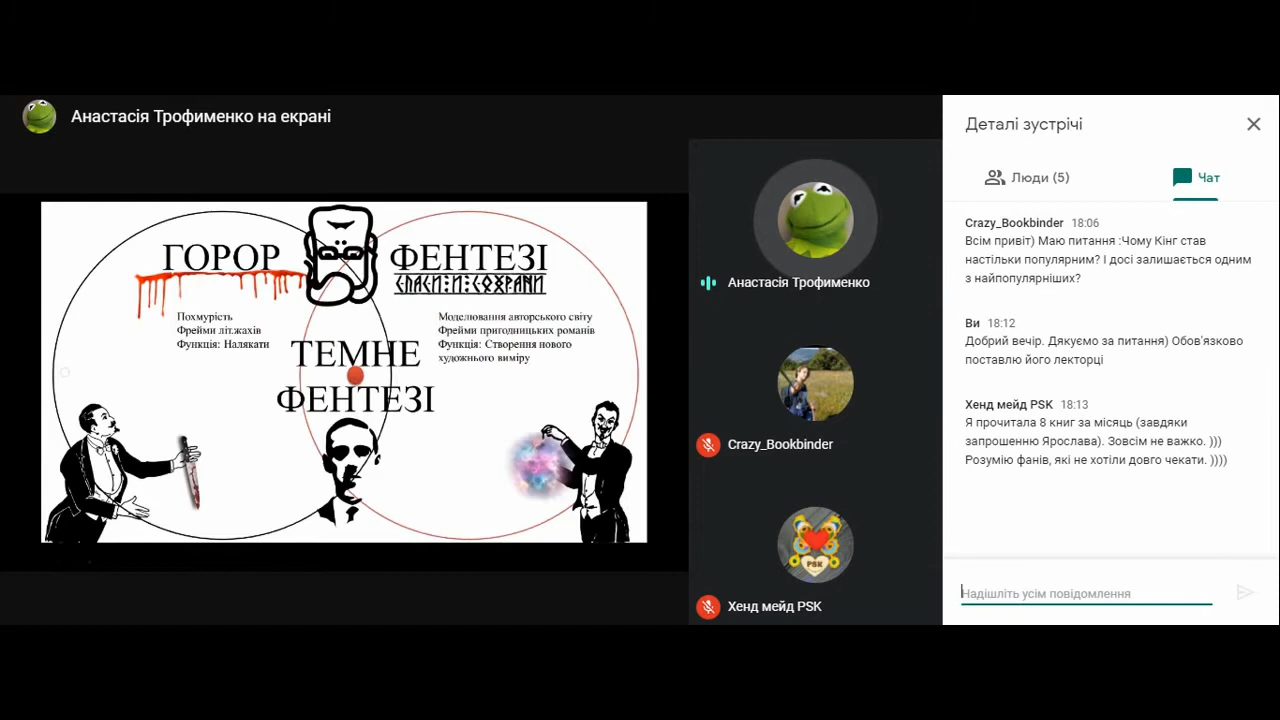 Анастасія Трофименко на екрані
ГОРОР
ФЕНТЕЗІ
СПАСИ И СОХРАНИ
Похмурість
Фрейми літ.жахів
Функція: Налякати
Моделювання авторського світу
Фрейми пригодницьких романів
Функція: Створення нового
художнього виміру
ТЕМНЕ
ФЕНТЕЗІ
Анастасія Трофименко
Crazy_Bookbinder
PSK
Хенд мейд PSK
Деталі зустрічі
Люди (5)
Чат
Crazy_Bookbinder 18:06
Всім привіт) Маю питання :Чому Кінг став
настільки популярним? І досі залишається одним
з найпопулярніших?
Ви 18:12
Добрий вечір. Дякуємо за питання) Обов'язково
поставлю його лекторці
Хенд мейд PSK 18:13
Я прочитала 8 книг за місяць (завдяки
запрошенню Ярослава). Зовсім не важко. )))
Розумію фанів, які не хотіли довго чекати. ))))
Надішліть усім повідомлення